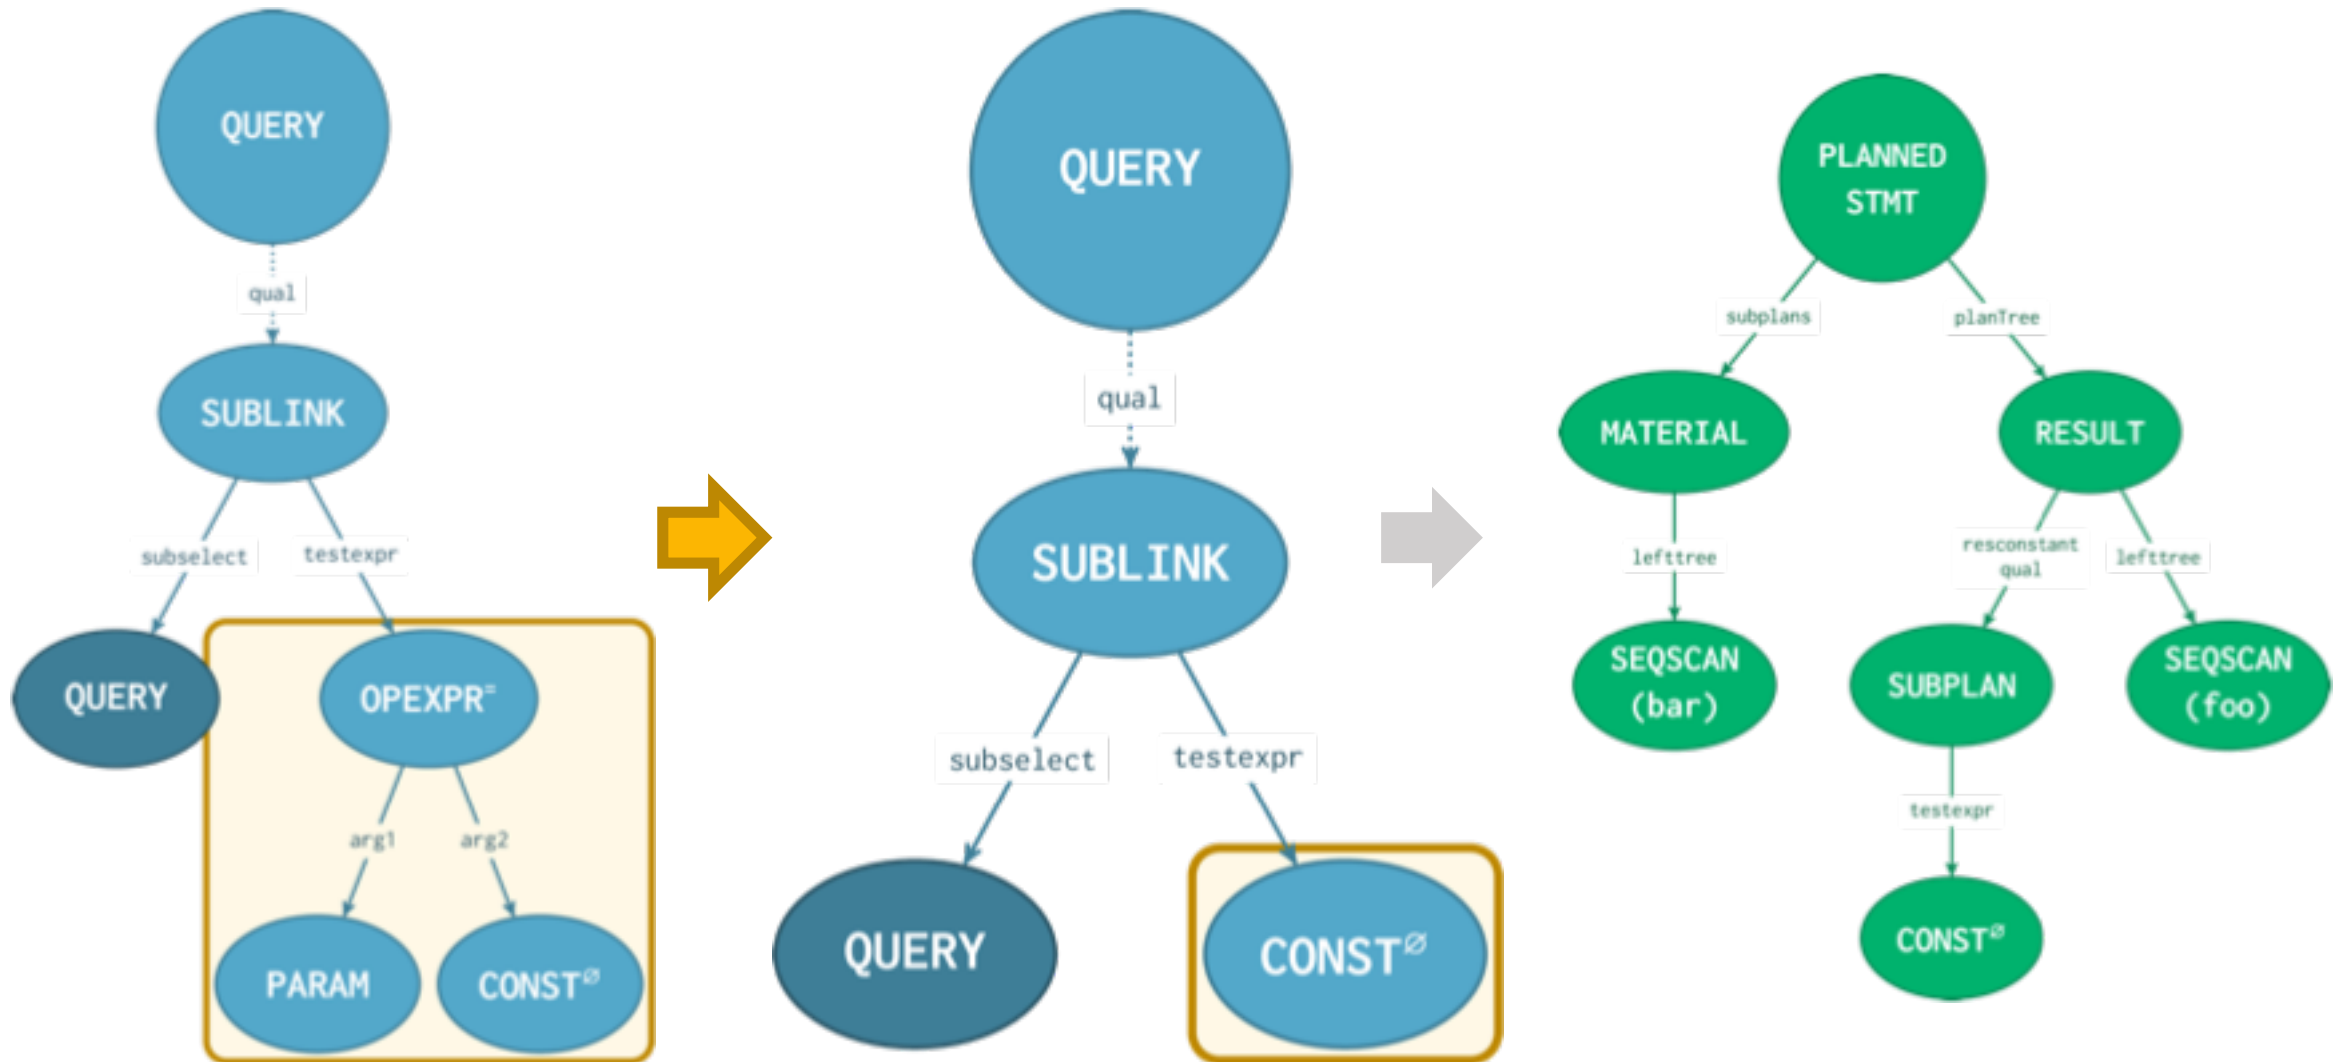 QUERY
qual
SUBLINK
subselect
testexpr
QUERY
OPEXPR=
arg1
arg2
PARAM
CONST∅
QUERY
qual
SUBLINK
subselect
testexpr
QUERY
CONST∅
PLANNED
STMT
subplans
planTree
MATERIAL
RESULT
lefttree
resconstant
qual
lefttree
SEQSCAN
(bar)
SUBPLAN
SEQSCAN
(foo)
testexpr
CONST∅